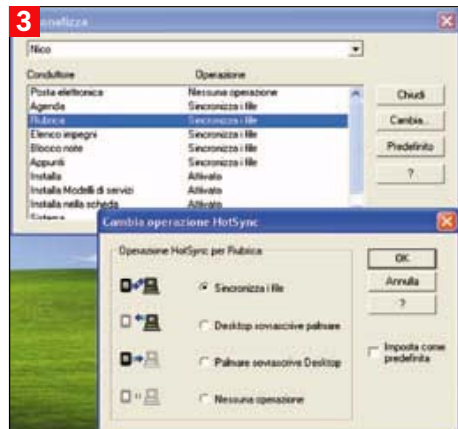 3
onalizza
Nico
Conduttore Operazione
Posta elettronica Nessuna operazione
Agenda Sincronizza i file
Rubrica Sincronizza i file
Elenco impegni Sincronizza i file
Blocco note Sincronizza i file
Appunti Sincronizza i file
Installa Attivato
Installa Modelli di servizi Attivato
Installa nella scheda Attivato
Sistema
Chiudi
Cambia...
Predefinito
?
Cambia operazione HotSync
Operazione HotSync per Rubrica
Sincronizza i file
Desktop sovrascrive palmare
Palmare sovrascrive Desktop
Nessuna operazione
OK
Annulla
?
Imposta come
predefinita